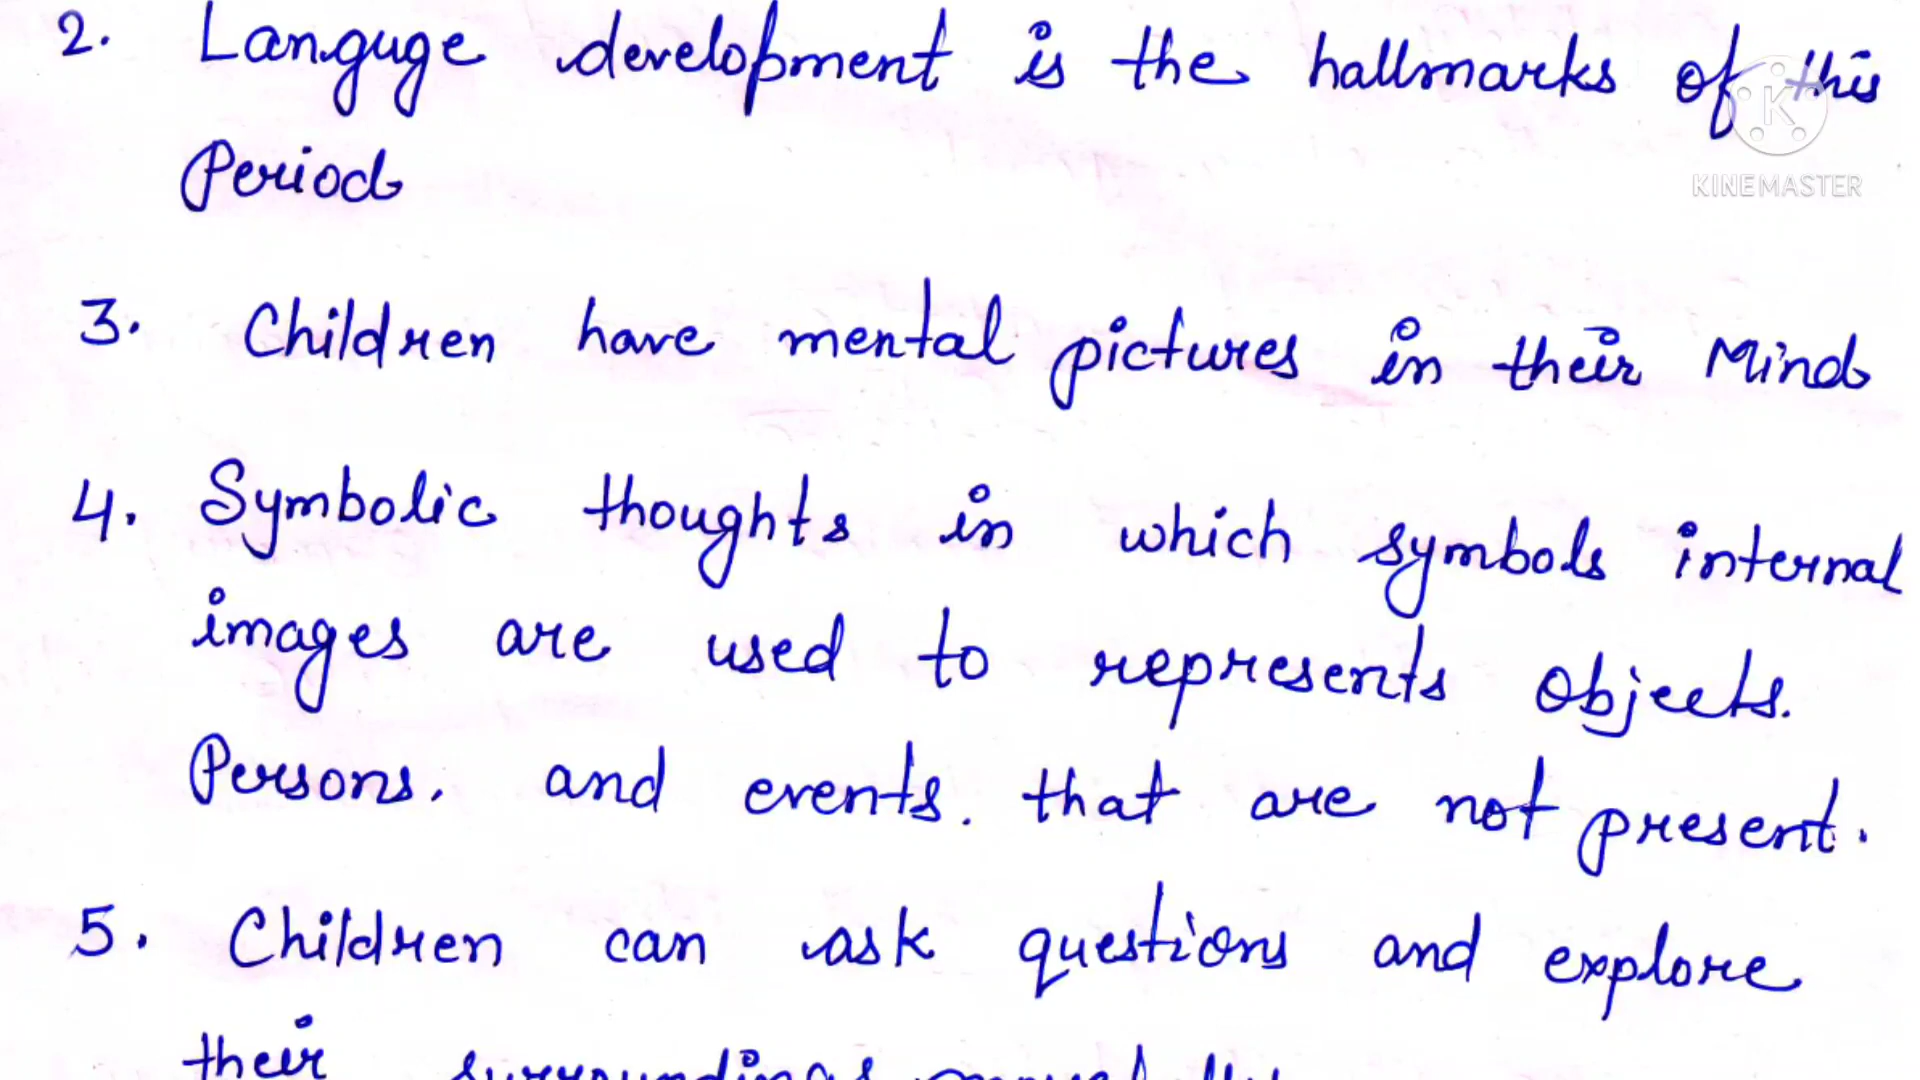 2. Languge development is the hallmarks of this
Period
KINEMASTER
3. Children have mental pictures in their Mind
4. Symbolic thoughts in which symbols internal
images are used to represents objects.
Persons. and events. that are not present.
5. Children can ask questions and explore
their surroundings